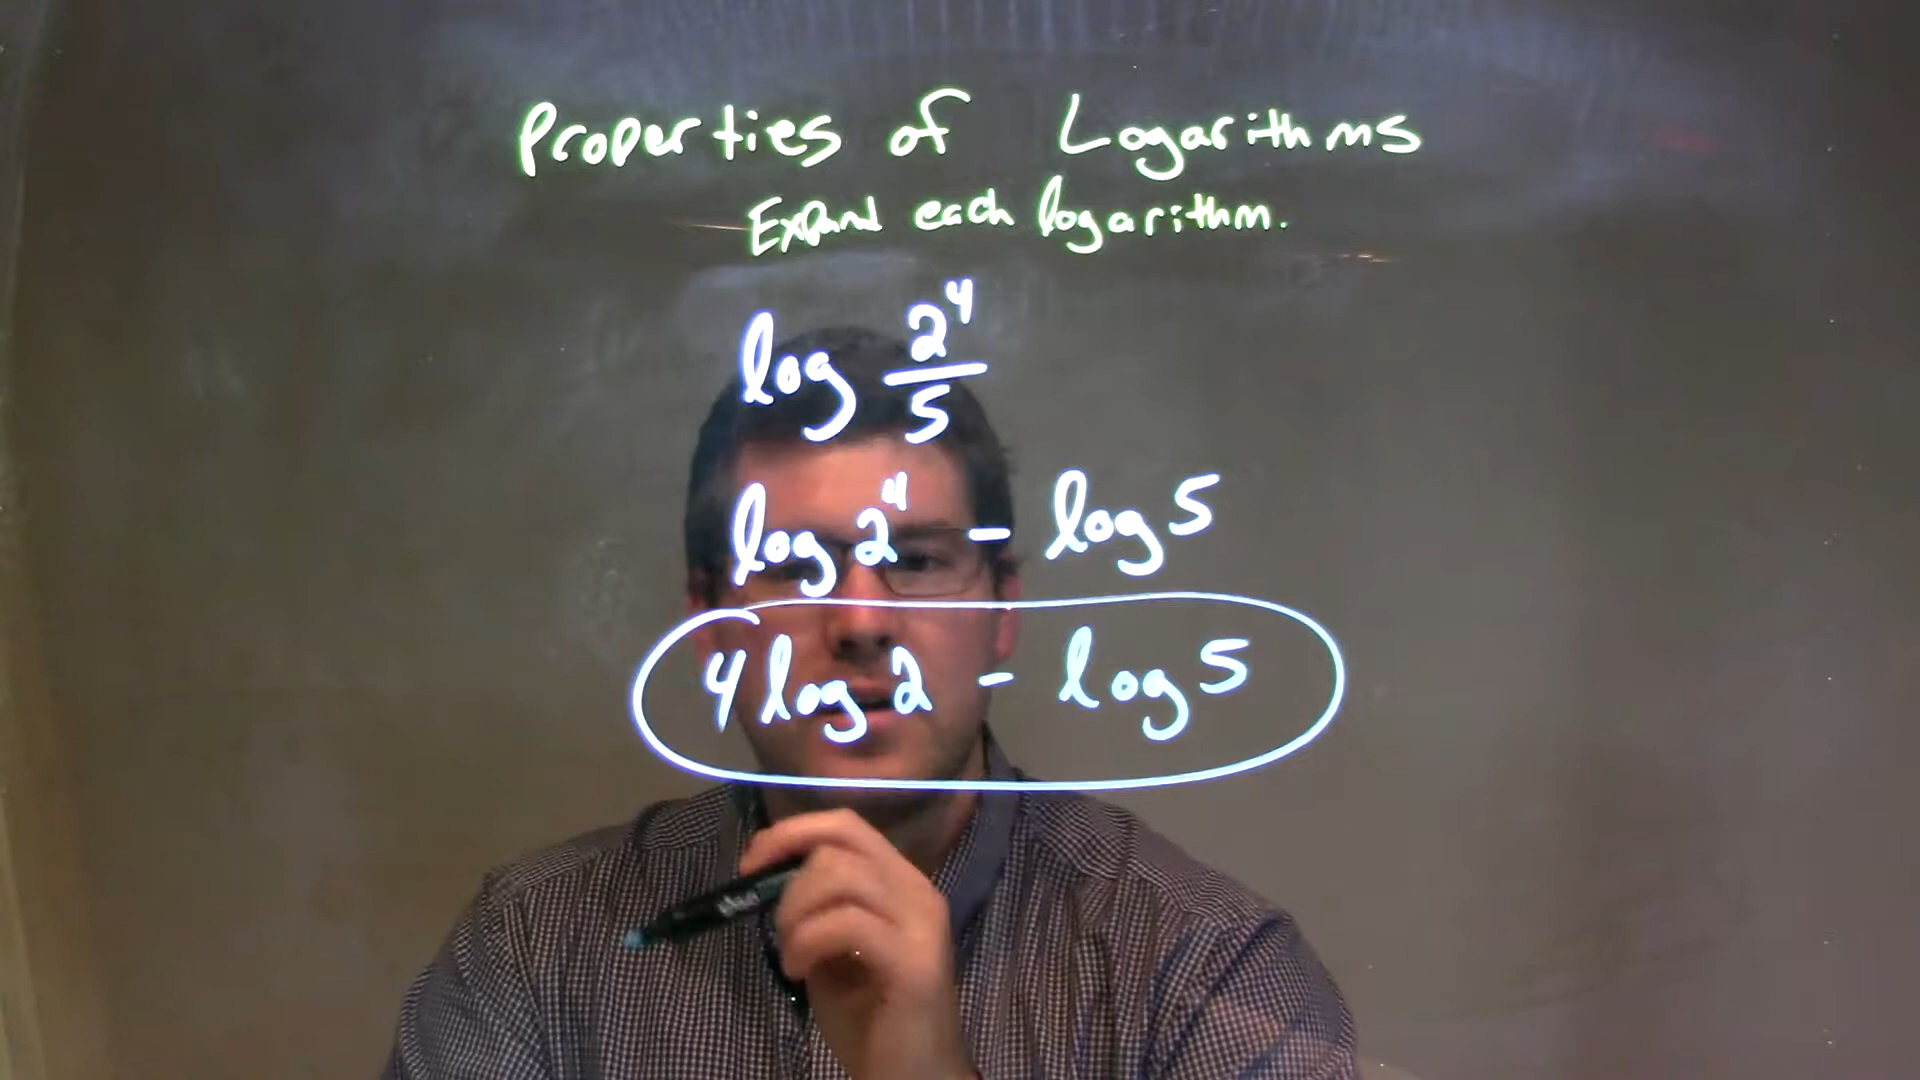 Properties of Logarithms
Expand each logarithm.
log 2⁴/5
log 2⁴ - log 5
4 log 2 - log 5